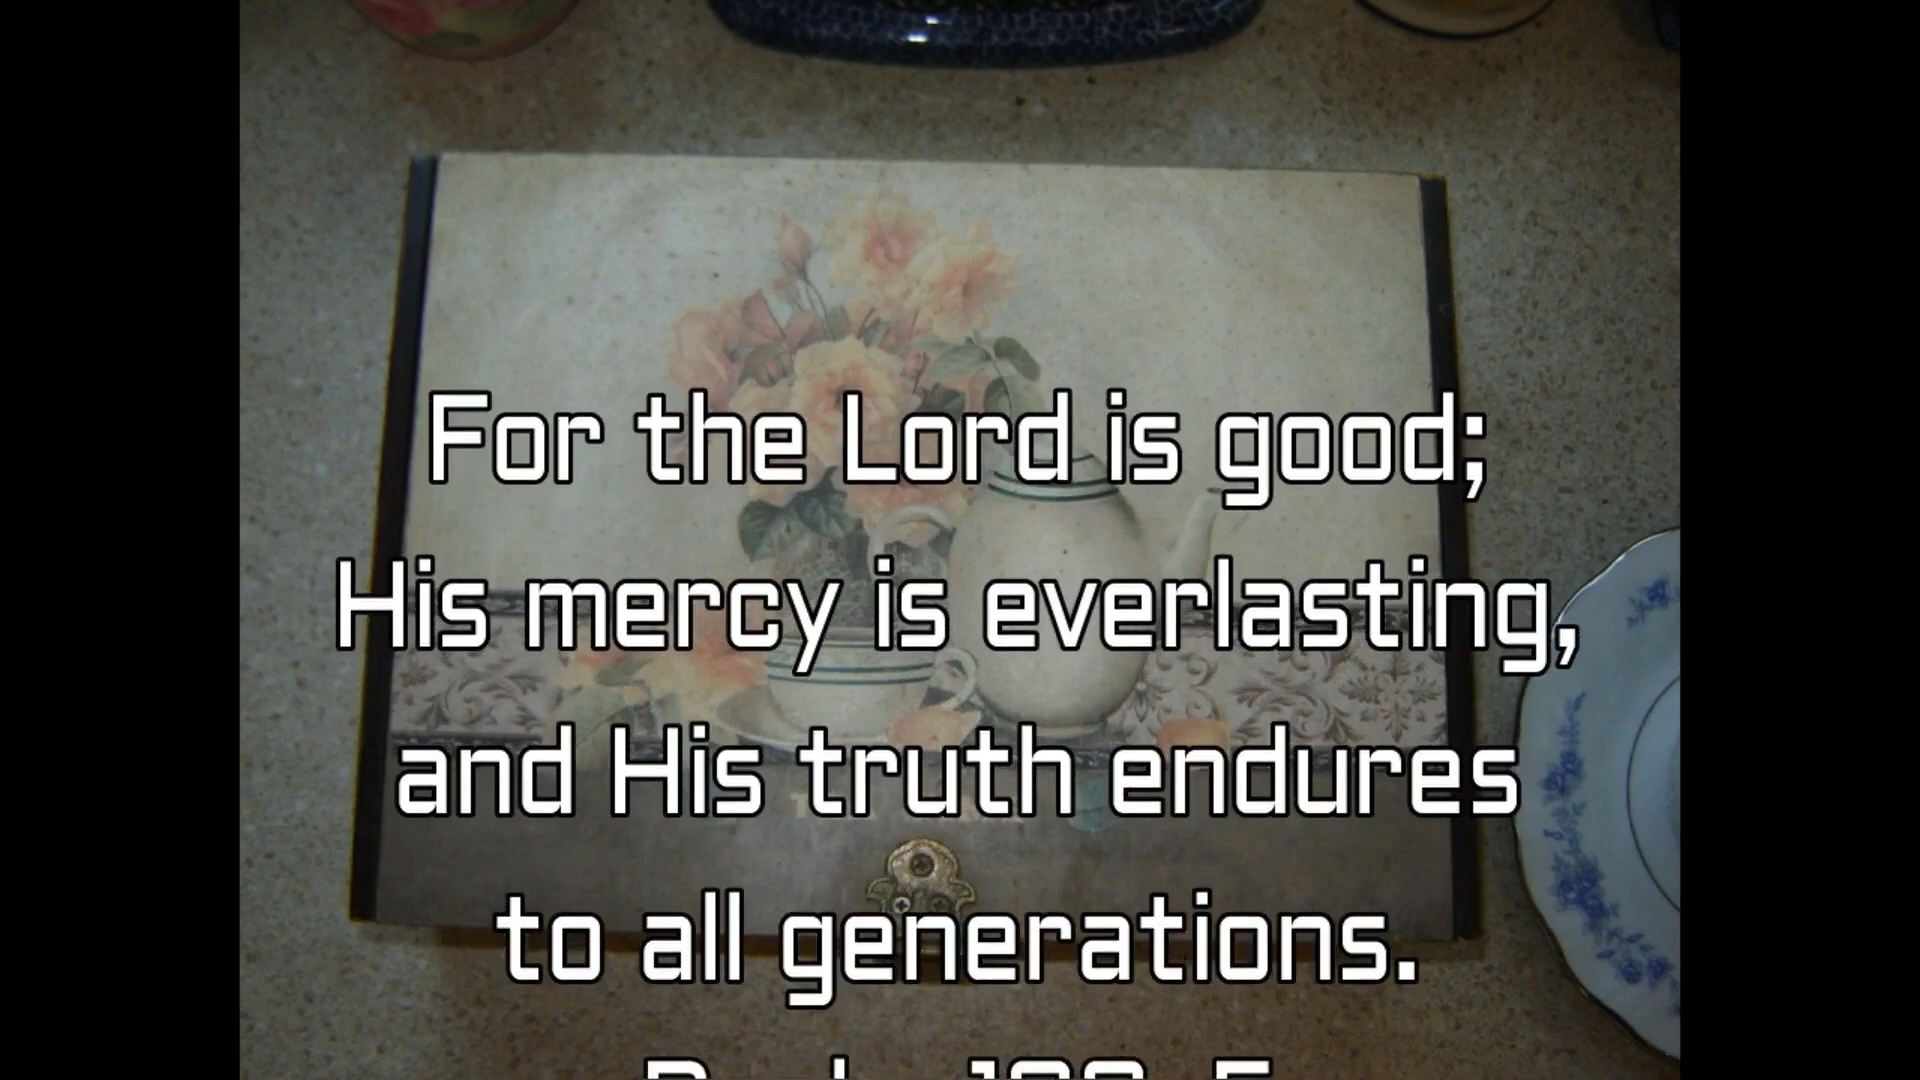 For the Lord is good;
His mercy is everlasting,
and His truth endures
to all generations.